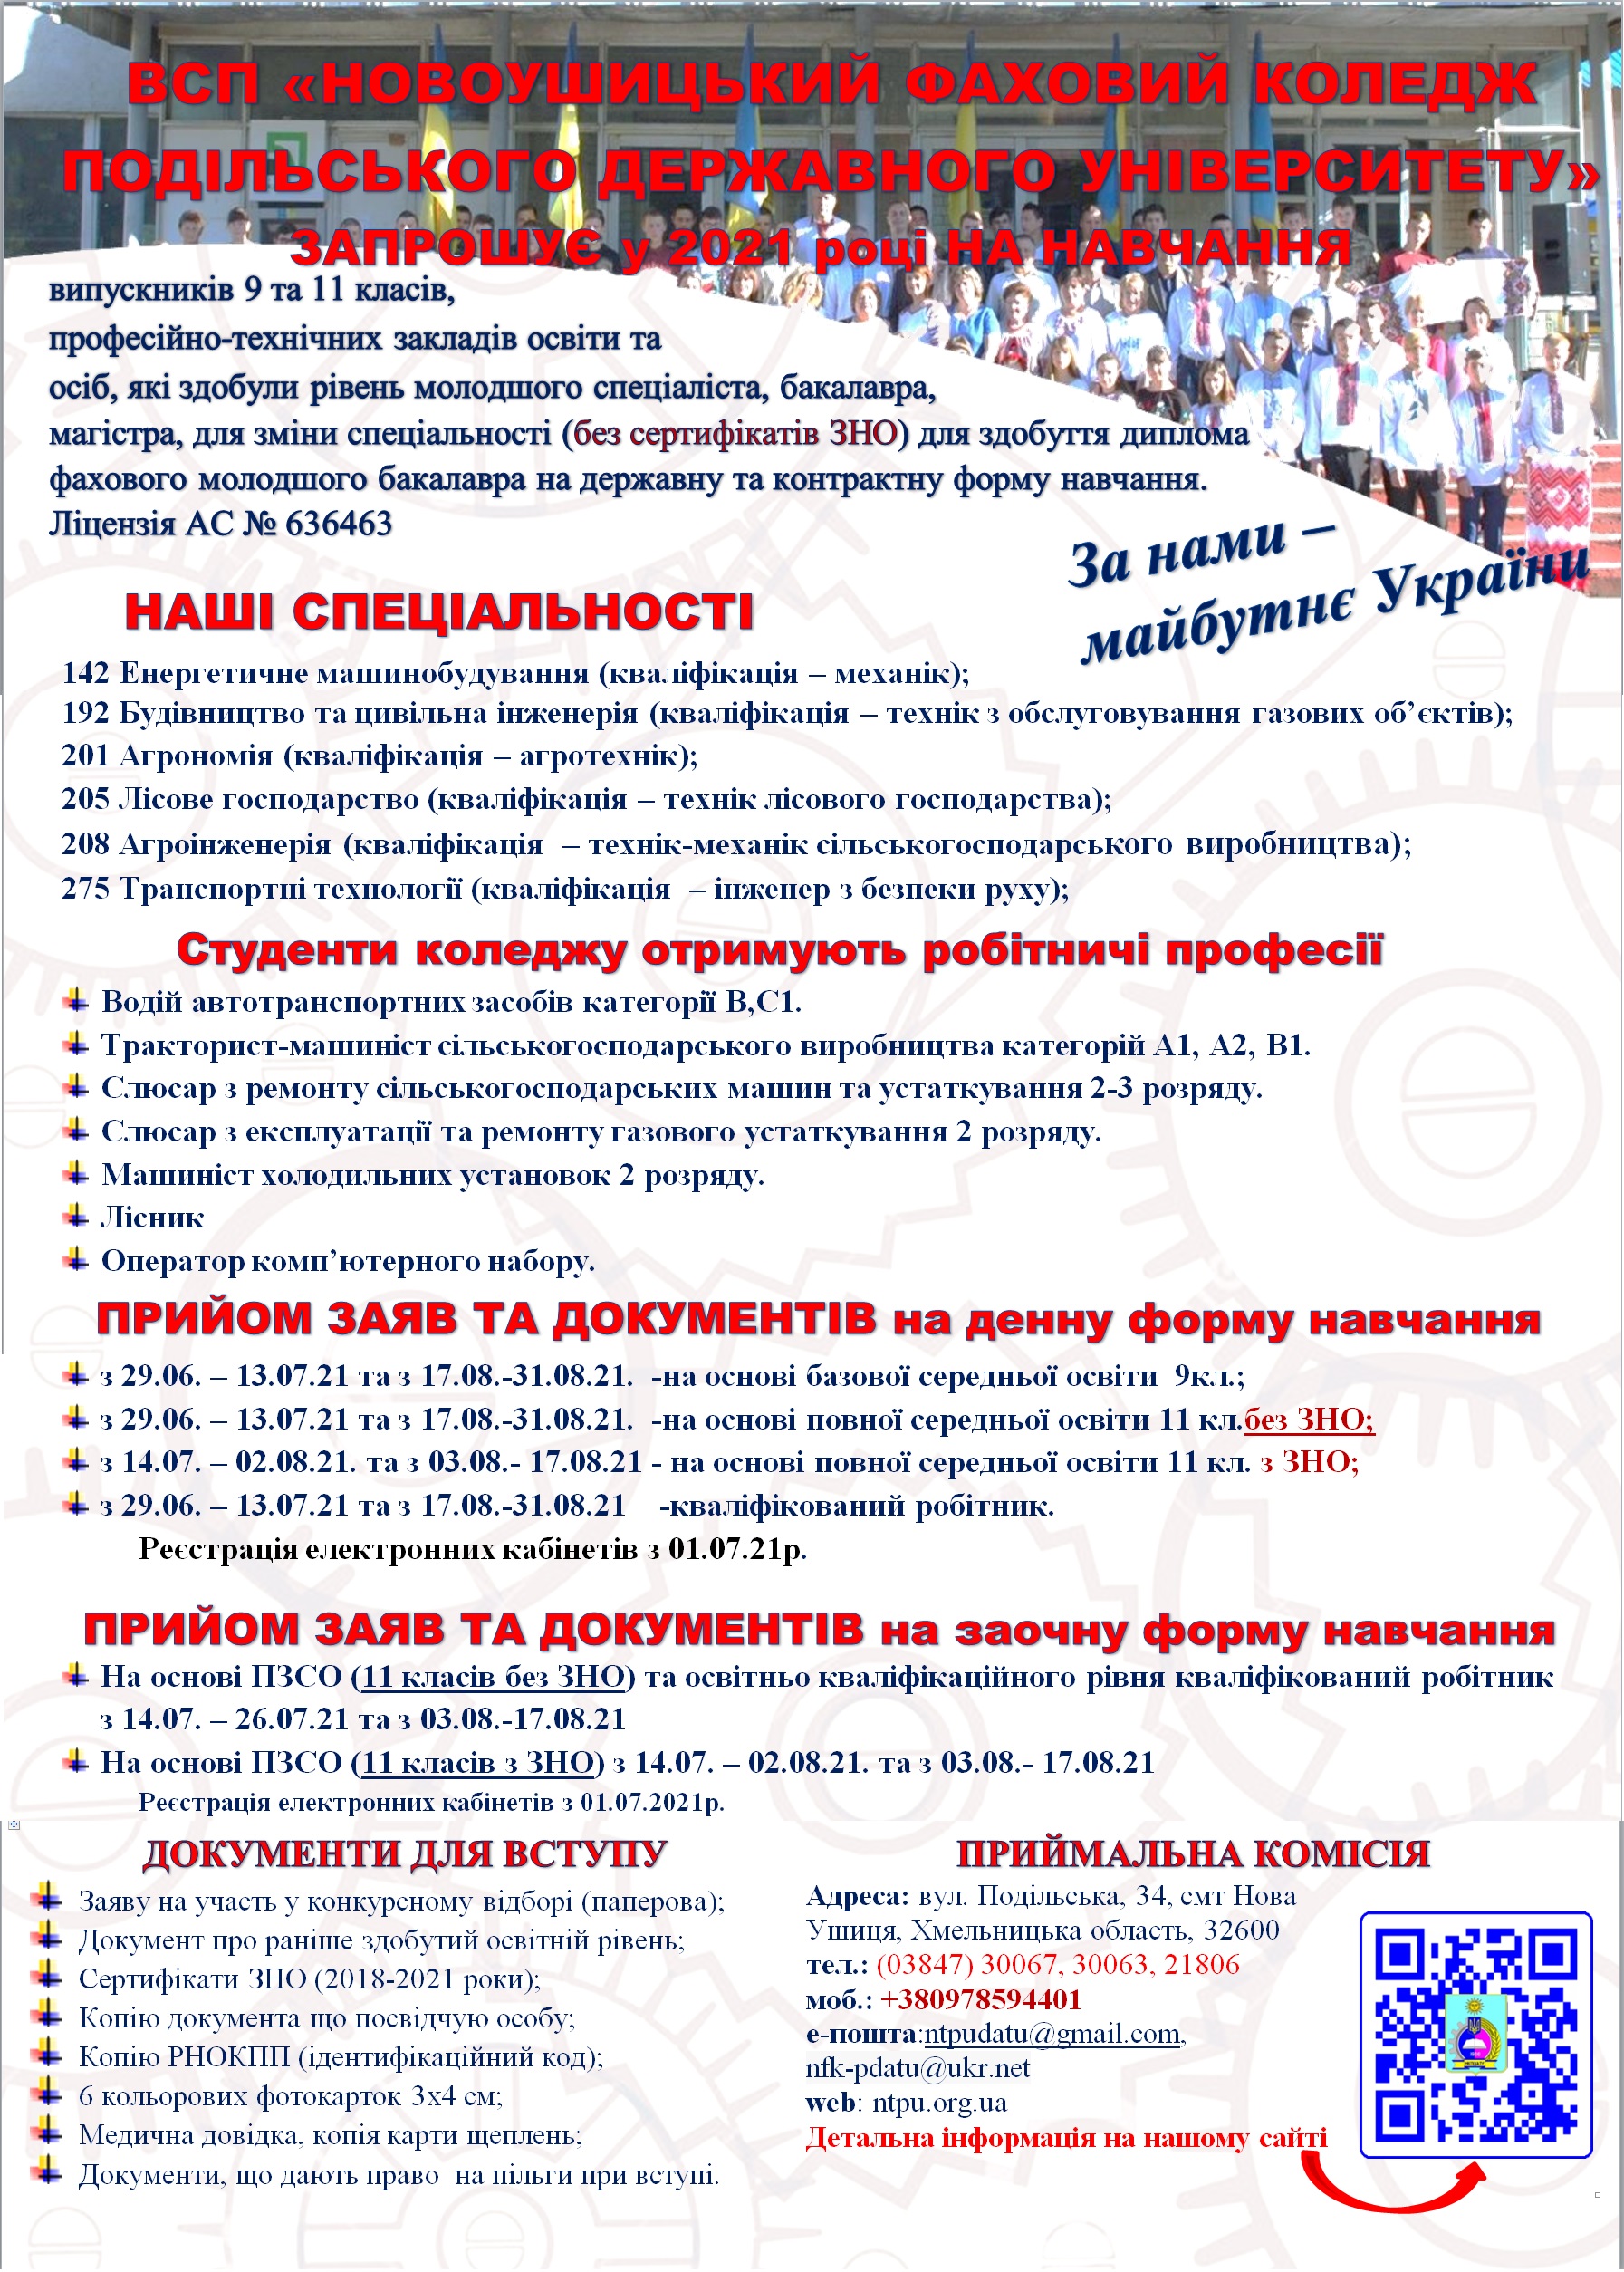 ВСП «НОВОУШИЦЬКИЙ ФАХОВИЙ КОЛЕДЖ
ПОДІЛЬСЬКОГО ДЕРЖАВНОГО УНІВЕРСИТЕТУ»
ЗАПРОШУЄ у 2021 році НА НАВЧАННЯ
випускників 9 та 11 класів,
професійно-технічних закладів освіти та
осіб, які здобули рівень молодшого спеціаліста, бакалавра,
магістра, для зміни спеціальності (без сертифікатів ЗНО) для здобуття диплома
фахового молодшого бакалавра на державну та контрактну форму навчання.
Ліцензія АС № 636463
За нами –
майбутнє України
НАШІ СПЕЦІАЛЬНОСТІ
142 Енергетичне машинобудування (кваліфікація – механік);
192 Будівництво та цивільна інженерія (кваліфікація – технік з обслуговування газових об’єктів);
201 Агрономія (кваліфікація – агротехнік);
205 Лісове господарство (кваліфікація – технік лісового господарства);
208 Агроінженерія (кваліфікація – технік-механік сільськогосподарського виробництва);
275 Транспортні технології (кваліфікація – інженер з безпеки руху);
Студенти коледжу отримують робітничі професії
Водій автотранспортних засобів категорії В,С1.
Тракторист-машиніст сільськогосподарського виробництва категорій А1, А2, В1.
Слюсар з ремонту сільськогосподарських машин та устаткування 2-3 розряду.
Слюсар з експлуатації та ремонту газового устаткування 2 розряду.
Машиніст холодильних установок 2 розряду.
Лісник
Оператор комп’ютерного набору.
ПРИЙОМ ЗАЯВ ТА ДОКУМЕНТІВ на денну форму навчання
з 29.06. – 13.07.21 та з 17.08.-31.08.21. -на основі базової середньої освіти 9кл.;
з 29.06. – 13.07.21 та з 17.08.-31.08.21. -на основі повної середньої освіти 11 кл.без ЗНО;
з 14.07. – 02.08.21. та з 03.08.- 17.08.21 - на основі повної середньої освіти 11 кл. з ЗНО;
з 29.06. – 13.07.21 та з 17.08.-31.08.21 -кваліфікований робітник.
Реєстрація електронних кабінетів з 01.07.21р.
ПРИЙОМ ЗАЯВ ТА ДОКУМЕНТІВ на заочну форму навчання
На основі ПЗСО (11 класів без ЗНО) та освітньо кваліфікаційного рівня кваліфікований робітник
з 14.07. – 26.07.21 та з 03.08.-17.08.21
На основі ПЗСО (11 класів з ЗНО) з 14.07. – 02.08.21. та з 03.08.- 17.08.21
Реєстрація електронних кабінетів з 01.07.2021р.
ДОКУМЕНТИ ДЛЯ ВСТУПУ
Заяву на участь у конкурсному відборі (паперова);
Документ про раніше здобутий освітній рівень;
Сертифікати ЗНО (2018-2021 роки);
Копію документа що посвідчую особу;
Копію РНОКПП (ідентифікаційний код);
6 кольорових фотокарток 3х4 см;
Медична довідка, копія карти щеплень;
Документи, що дають право на пільги при вступі.
ПРИЙМАЛЬНА КОМІСІЯ
Адреса: вул. Подільська, 34, смт Нова
Ушиця, Хмельницька область, 32600
тел.: (03847) 30067, 30063, 21806
моб.: +380978594401
е-пошта:ntpudatu@gmail.com,
nfk-pdatu@ukr.net
web: ntpu.org.ua
Детальна інформація на нашому сайті